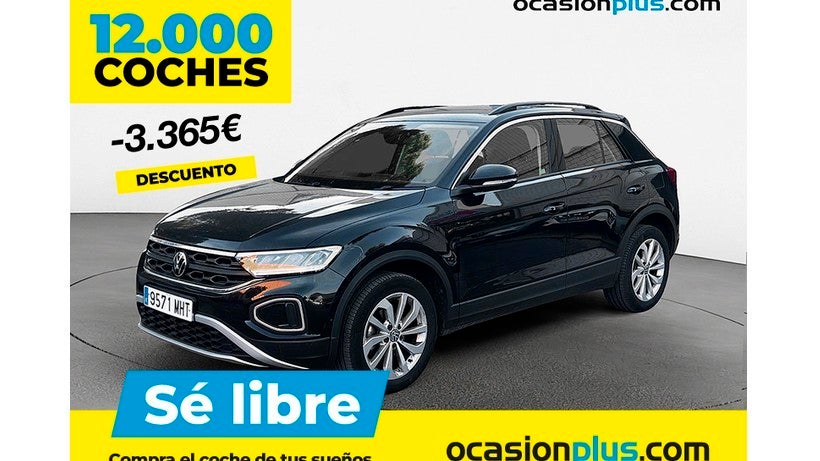 ocasionplus.com
12.000
COCHES
-3.365€
DESCUENTO
9571 MHT
Sé libre
Compra el coche de tus sueños
ocasionplus.com